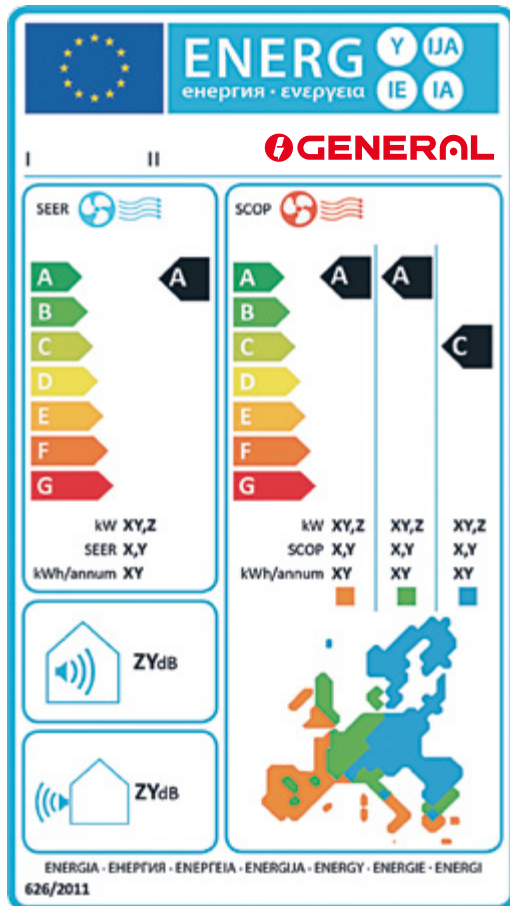 ENERG Y IJA
енергия · ενεργεια IE IA
I II
GENERAL
SEER
A A
B
C
D
E
F
G
kW XY,Z
SEER X,Y
kWh/annum XY
SCOP
A A A
B
C C
D
E
F
G
kW XY,Z XY,Z XY,Z
SCOP X,Y X,Y X,Y
kWh/annum XY XY XY
ZYdB
ZYdB
ENERGIA · ЕНЕРГИЯ · ΕΝΕΡΓΕΙΑ · ENERGIJA · ENERGY · ENERGIE · ENERGI
626/2011